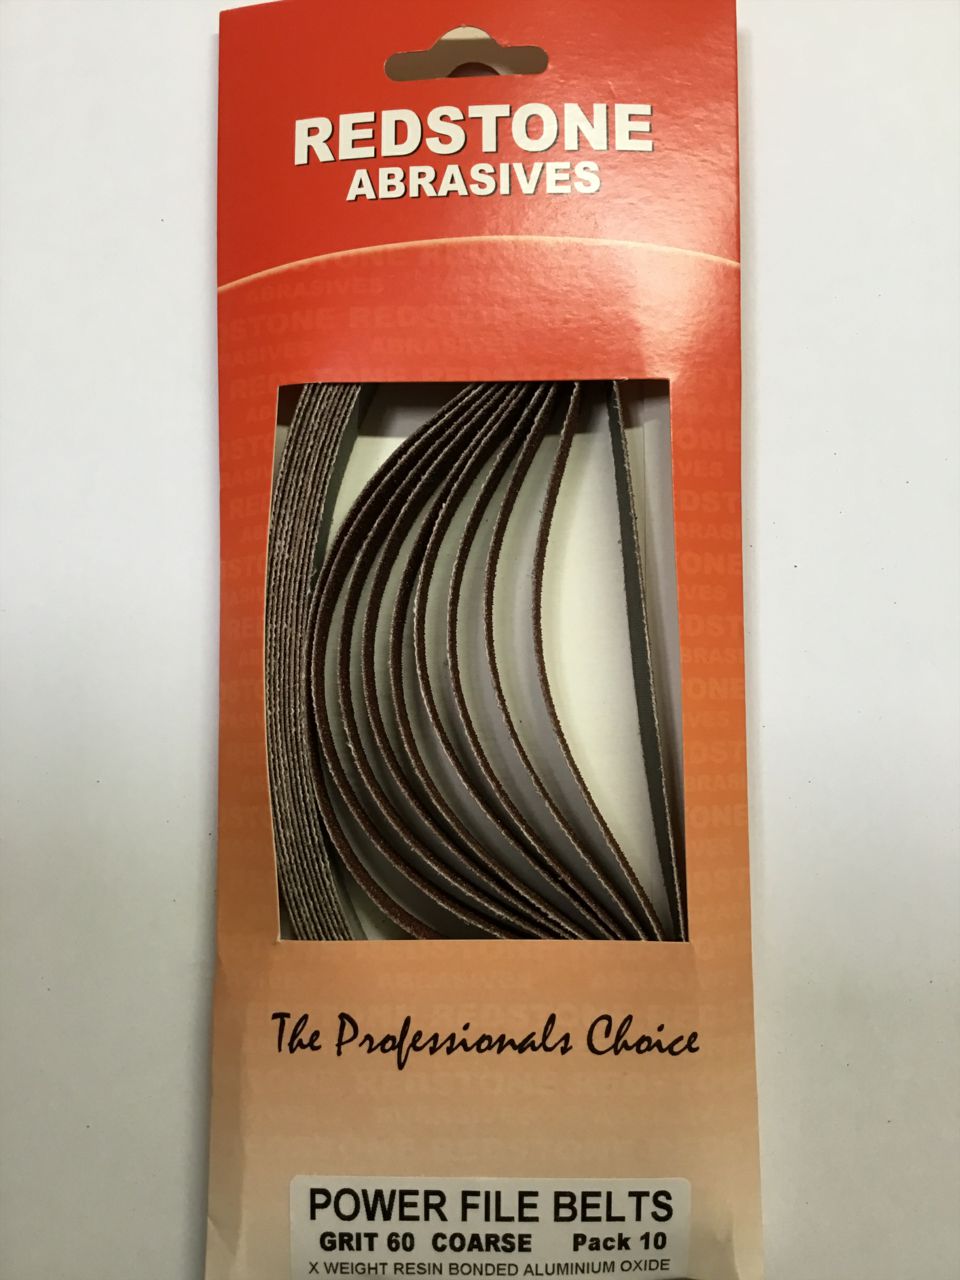 REDSTONE
ABRASIVES
The Professionals Choice
POWER FILE BELTS
GRIT 60 COARSE Pack 10
X WEIGHT RESIN BONDED ALUMINIUM OXIDE